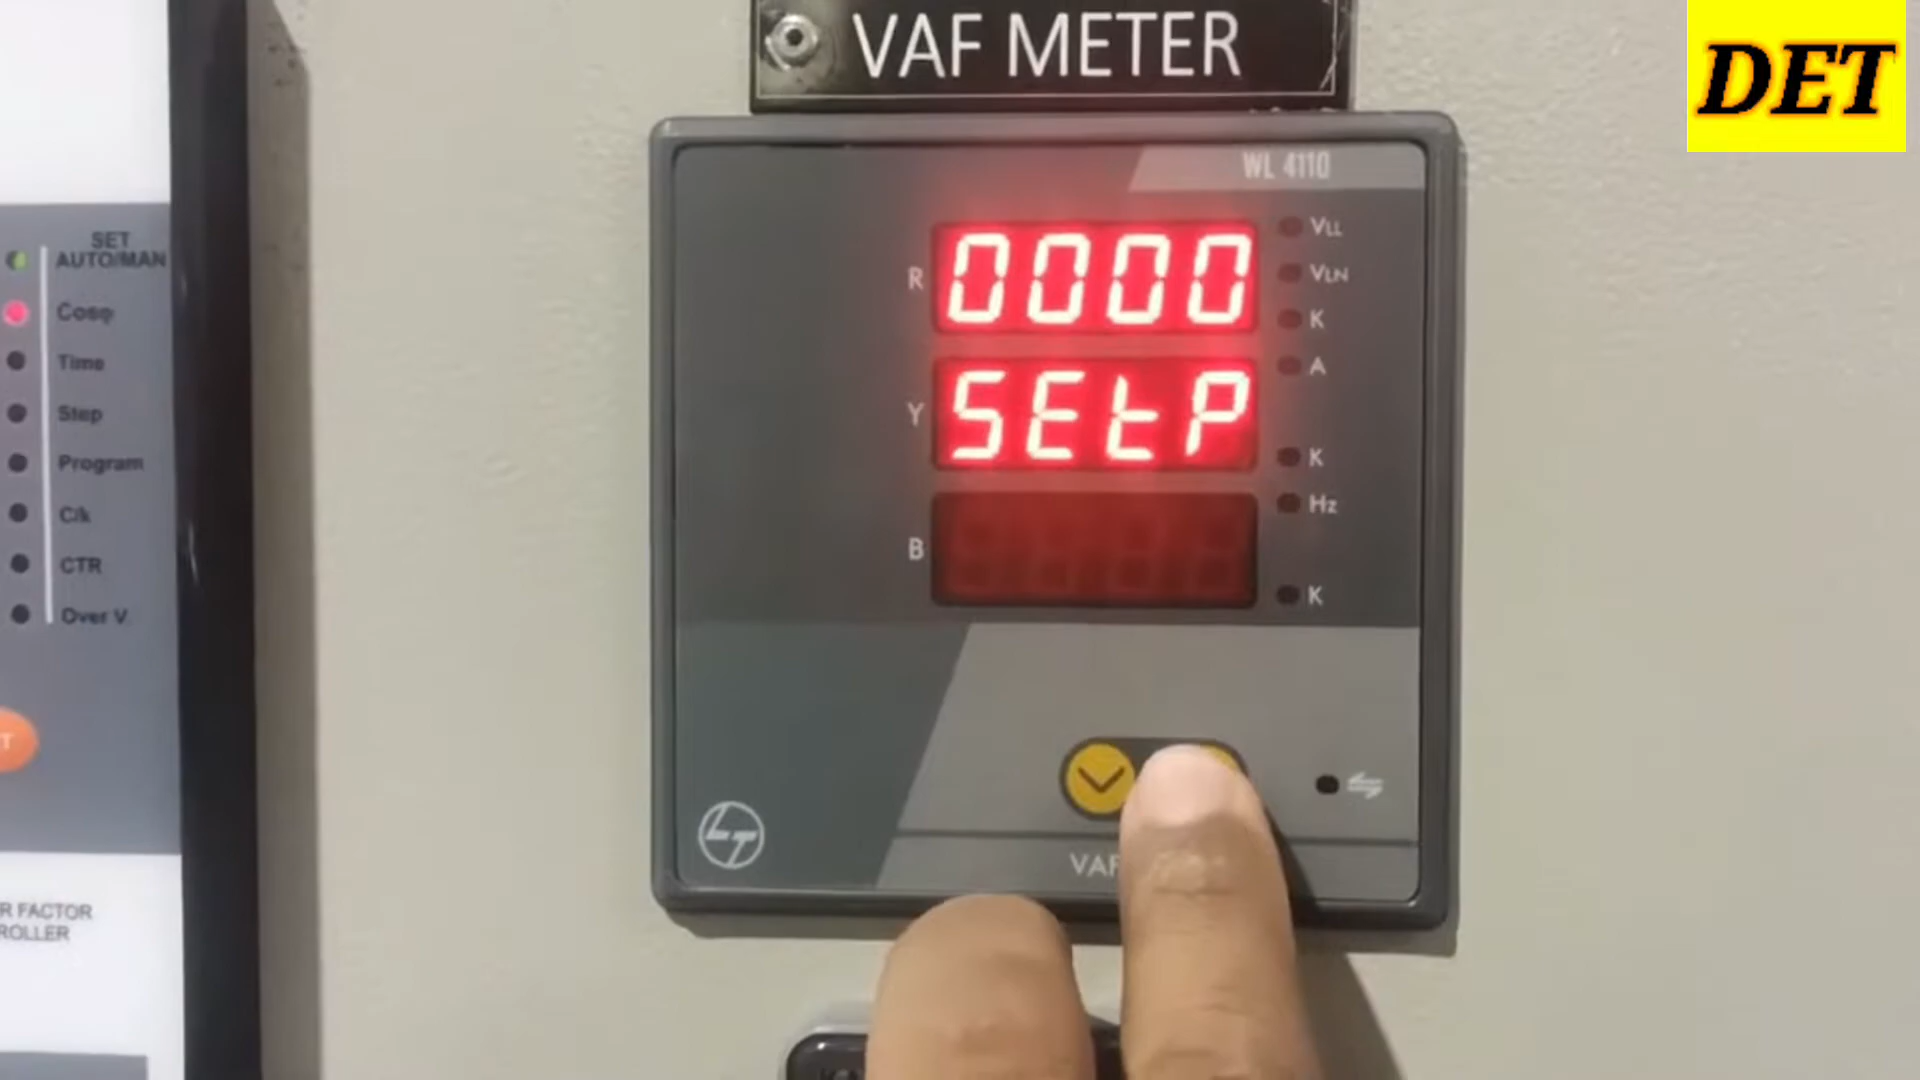 VAF METER
DET
WL 4110
SET
AUTO/MAN
Cosφ
Time
Step
Program
C/k
CTR
Over V
R 0000
Y SEtP
B
VLL
VLN
K
A
K
Hz
K
T
LT
VAF
R FACTOR
ROLLER